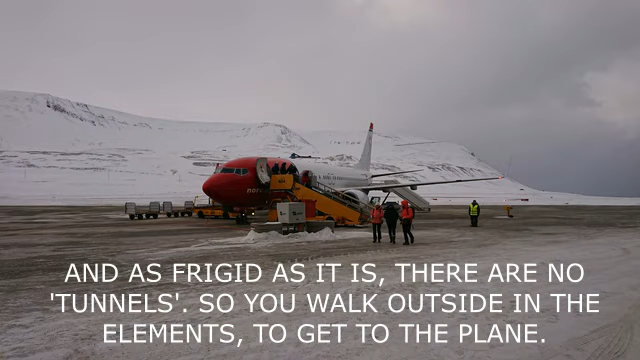 AND AS FRIGID AS IT IS, THERE ARE NO
'TUNNELS'. SO YOU WALK OUTSIDE IN THE
ELEMENTS, TO GET TO THE PLANE.